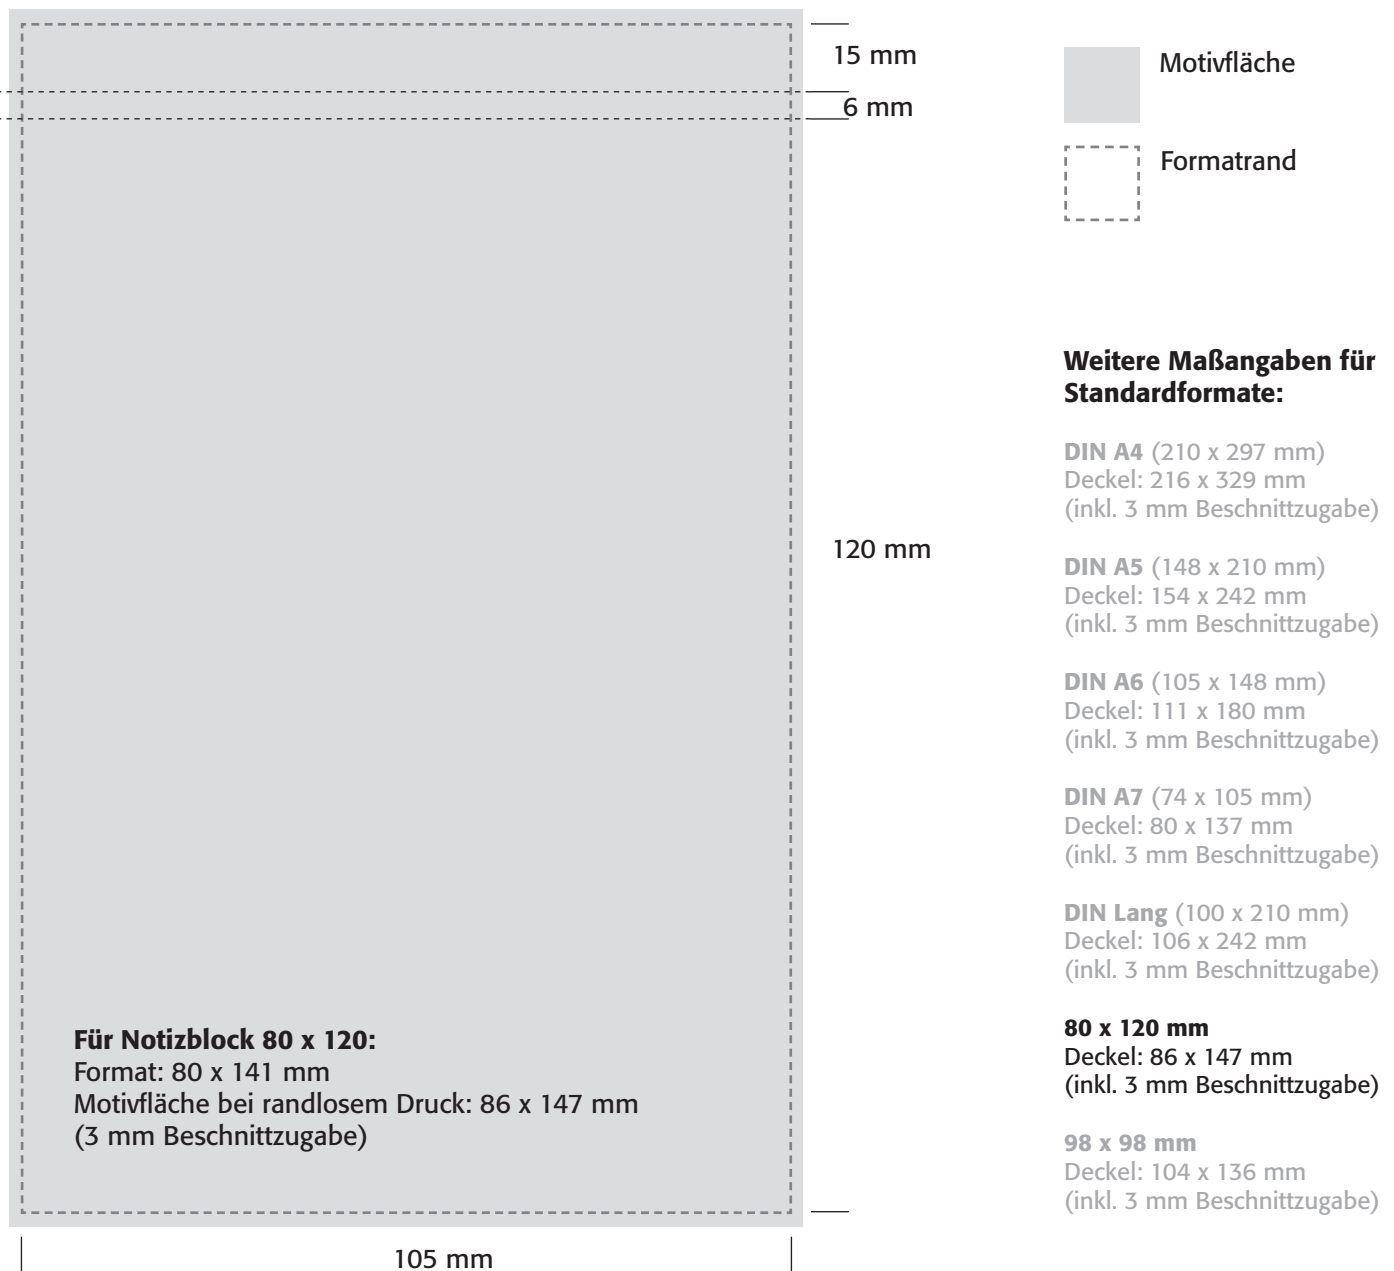 15 mm
6 mm
120 mm
Für Notizblock 80 x 120:
Format: 80 x 141 mm
Motivfläche bei randlosem Druck: 86 x 147 mm
(3 mm Beschnittzugabe)
105 mm
Motivfläche
Formatrand
Weitere Maßangaben für
Standardformate:
DIN A4 (210 x 297 mm)
Deckel: 216 x 329 mm
(inkl. 3 mm Beschnittzugabe)
DIN A5 (148 x 210 mm)
Deckel: 154 x 242 mm
(inkl. 3 mm Beschnittzugabe)
DIN A6 (105 x 148 mm)
Deckel: 111 x 180 mm
(inkl. 3 mm Beschnittzugabe)
DIN A7 (74 x 105 mm)
Deckel: 80 x 137 mm
(inkl. 3 mm Beschnittzugabe)
DIN Lang (100 x 210 mm)
Deckel: 106 x 242 mm
(inkl. 3 mm Beschnittzugabe)
80 x 120 mm
Deckel: 86 x 147 mm
(inkl. 3 mm Beschnittzugabe)
98 x 98 mm
Deckel: 104 x 136 mm
(inkl. 3 mm Beschnittzugabe)